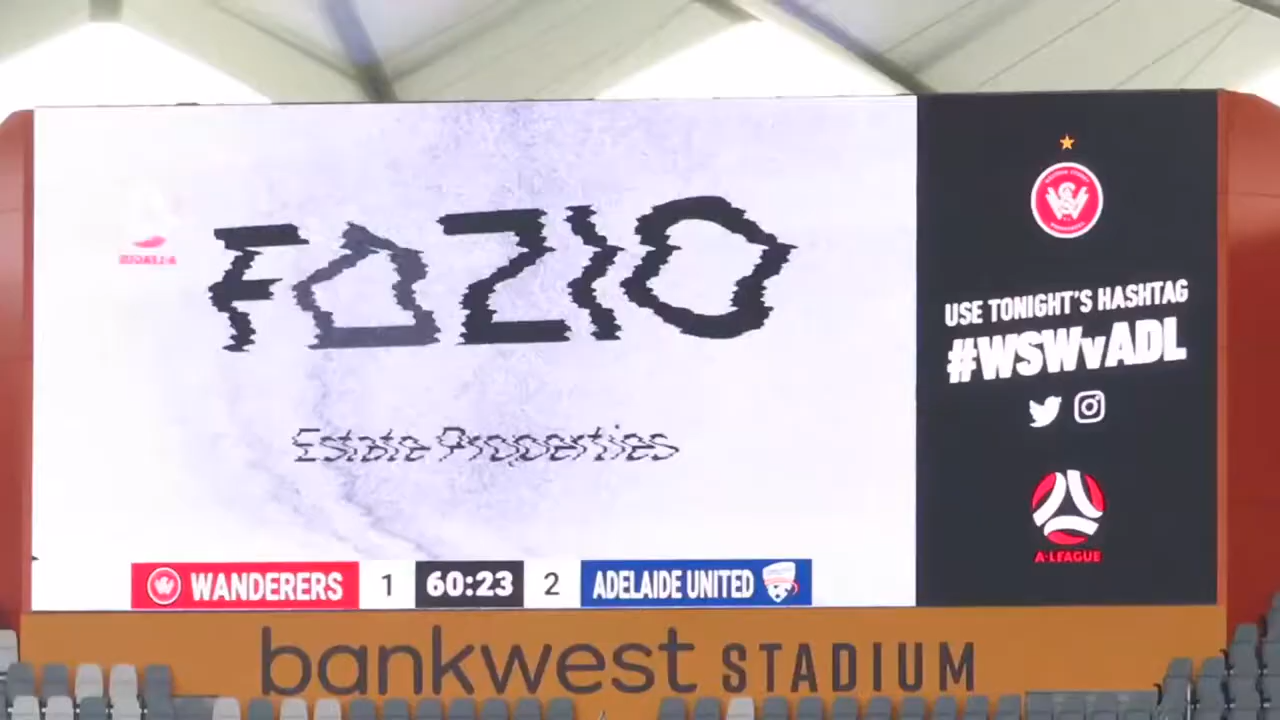 FAZIO
Estate Properties
WANDERERS 1 60:23 2 ADELAIDE UNITED
USE TONIGHT'S HASHTAG
#WSWvADL
A-LEAGUE
bankwest STADIUM